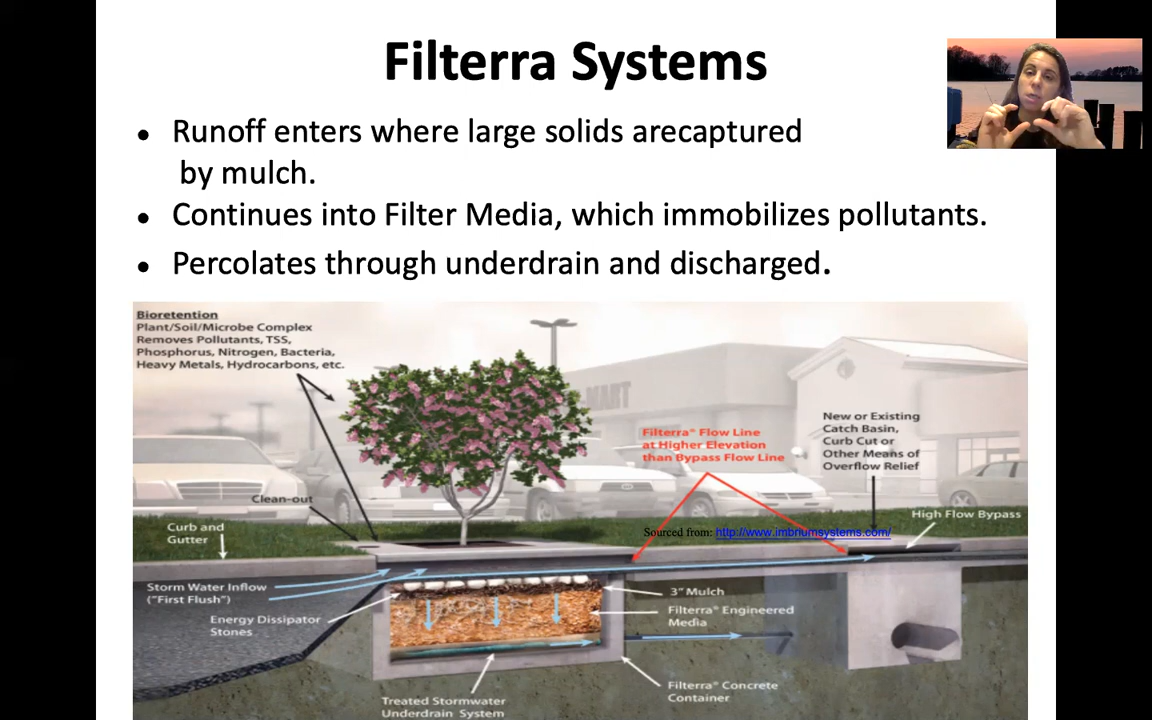 Filterra Systems
● Runoff enters where large solids arecaptured
by mulch.
● Continues into Filter Media, which immobilizes pollutants.
● Percolates through underdrain and discharged.
Bioretention
Plant/Soil/Microbe Complex
Removes Pollutants, TSS,
Phosphorus, Nitrogen, Bacteria,
Heavy Metals, Hydrocarbons, etc.
MART
Filterra® Flow Line
at Higher Elevation
than Bypass Flow Line
New or Existing
Catch Basin,
Curb Cut or
Other Means of
Overflow Relief
Clean-out
High Flow Bypass
Curb and
Gutter
Sourced from: http://www.imbriumsystems.com/
Storm Water Inflow
("First Flush")
3" Mulch
Filterra® Engineered
Media
Energy Dissipator
Stones
Filterra® Concrete
Container
Treated Stormwater
Underdrain System